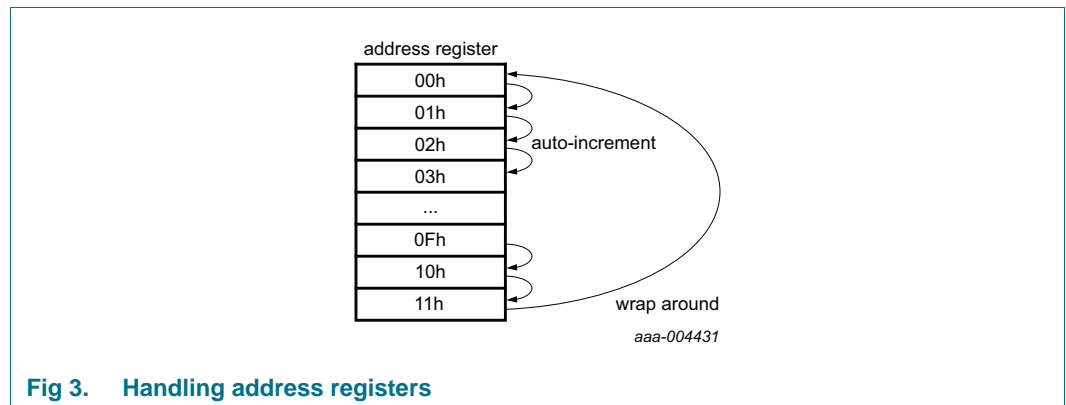 address register
00h
01h
02h
auto-increment
03h
...
0Fh
10h
11h
wrap around
aaa-004431
Fig 3. Handling address registers